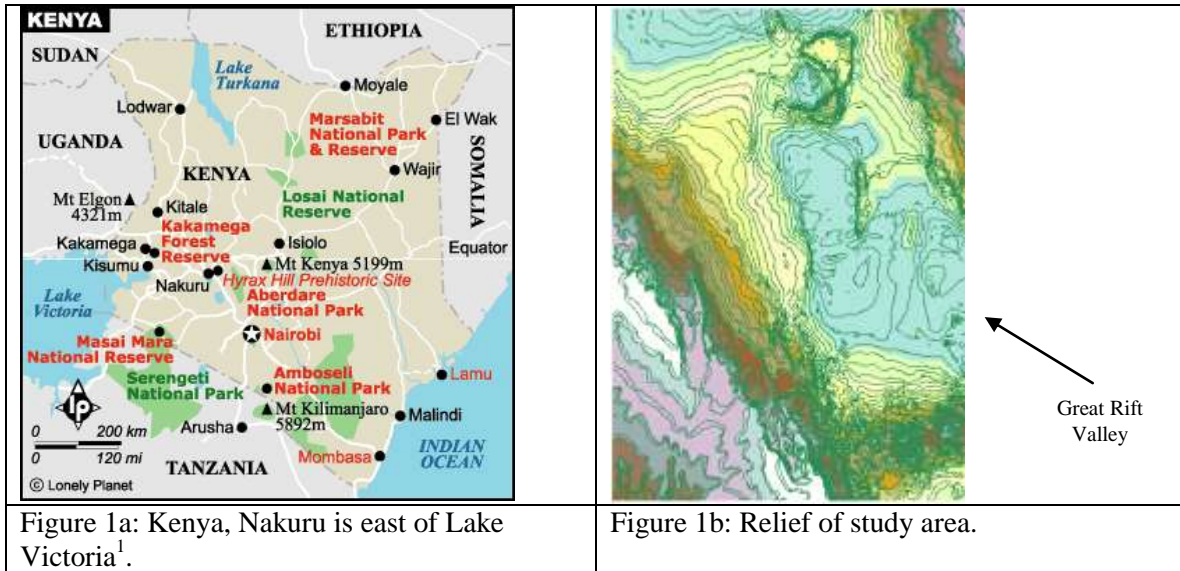 KENYA
ETHIOPIA
SUDAN
Lake
Turkana
Moyale
Lodwar
El Wak
Marsabit
National Park
& Reserve
UGANDA
SOMALIA
KENYA
Wajir
Mt Elgon
4321m
Losai National
Reserve
Kitale
Kakamega
Forest
Reserve
Kakamega
Isiolo
Equator
Kisumu
Mt Kenya 5199m
Nakuru
Hyrax Hill Prehistoric Site
Aberdare
National Park
Lake
Victoria
Nairobi
Masai Mara
National Reserve
Serengeti
National Park
Amboseli
National Park
Lamu
lp
Mt Kilimanjaro
5892m
Malindi
Arusha
0 200 km
0 120 mi
INDIAN
OCEAN
Mombasa
TANZANIA
© Lonely Planet
Great Rift
Valley
Figure 1a: Kenya, Nakuru is east of Lake
Victoria¹.
Figure 1b: Relief of study area.